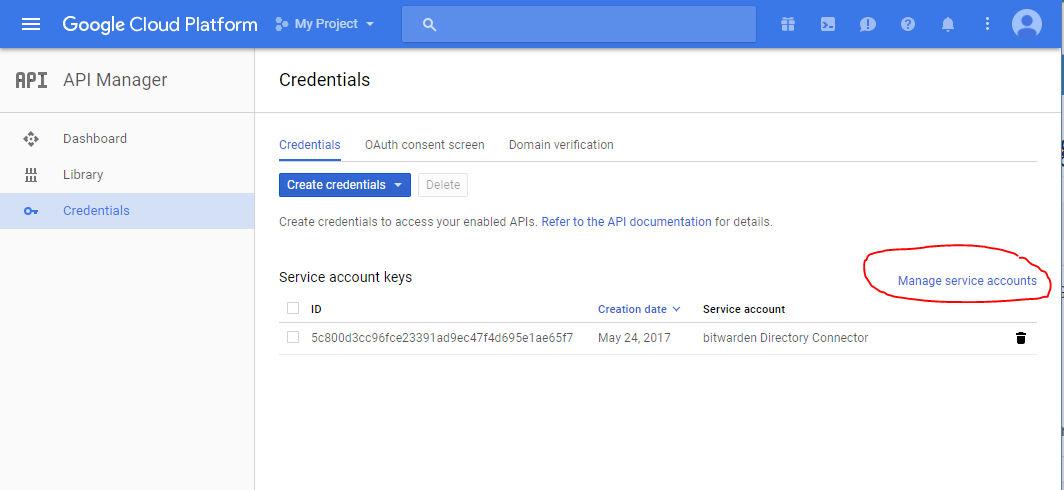 Google Cloud Platform My Project
API API Manager
Credentials
Dashboard
Library
Credentials
Credentials OAuth consent screen Domain verification
Create credentials Delete
Create credentials to access your enabled APIs. Refer to the API documentation for details.
Service account keys Manage service accounts
ID Creation date Service account
5c800d3cc96fce23391ad9ec47f4d695e1ae65f7 May 24, 2017 bitwarden Directory Connector